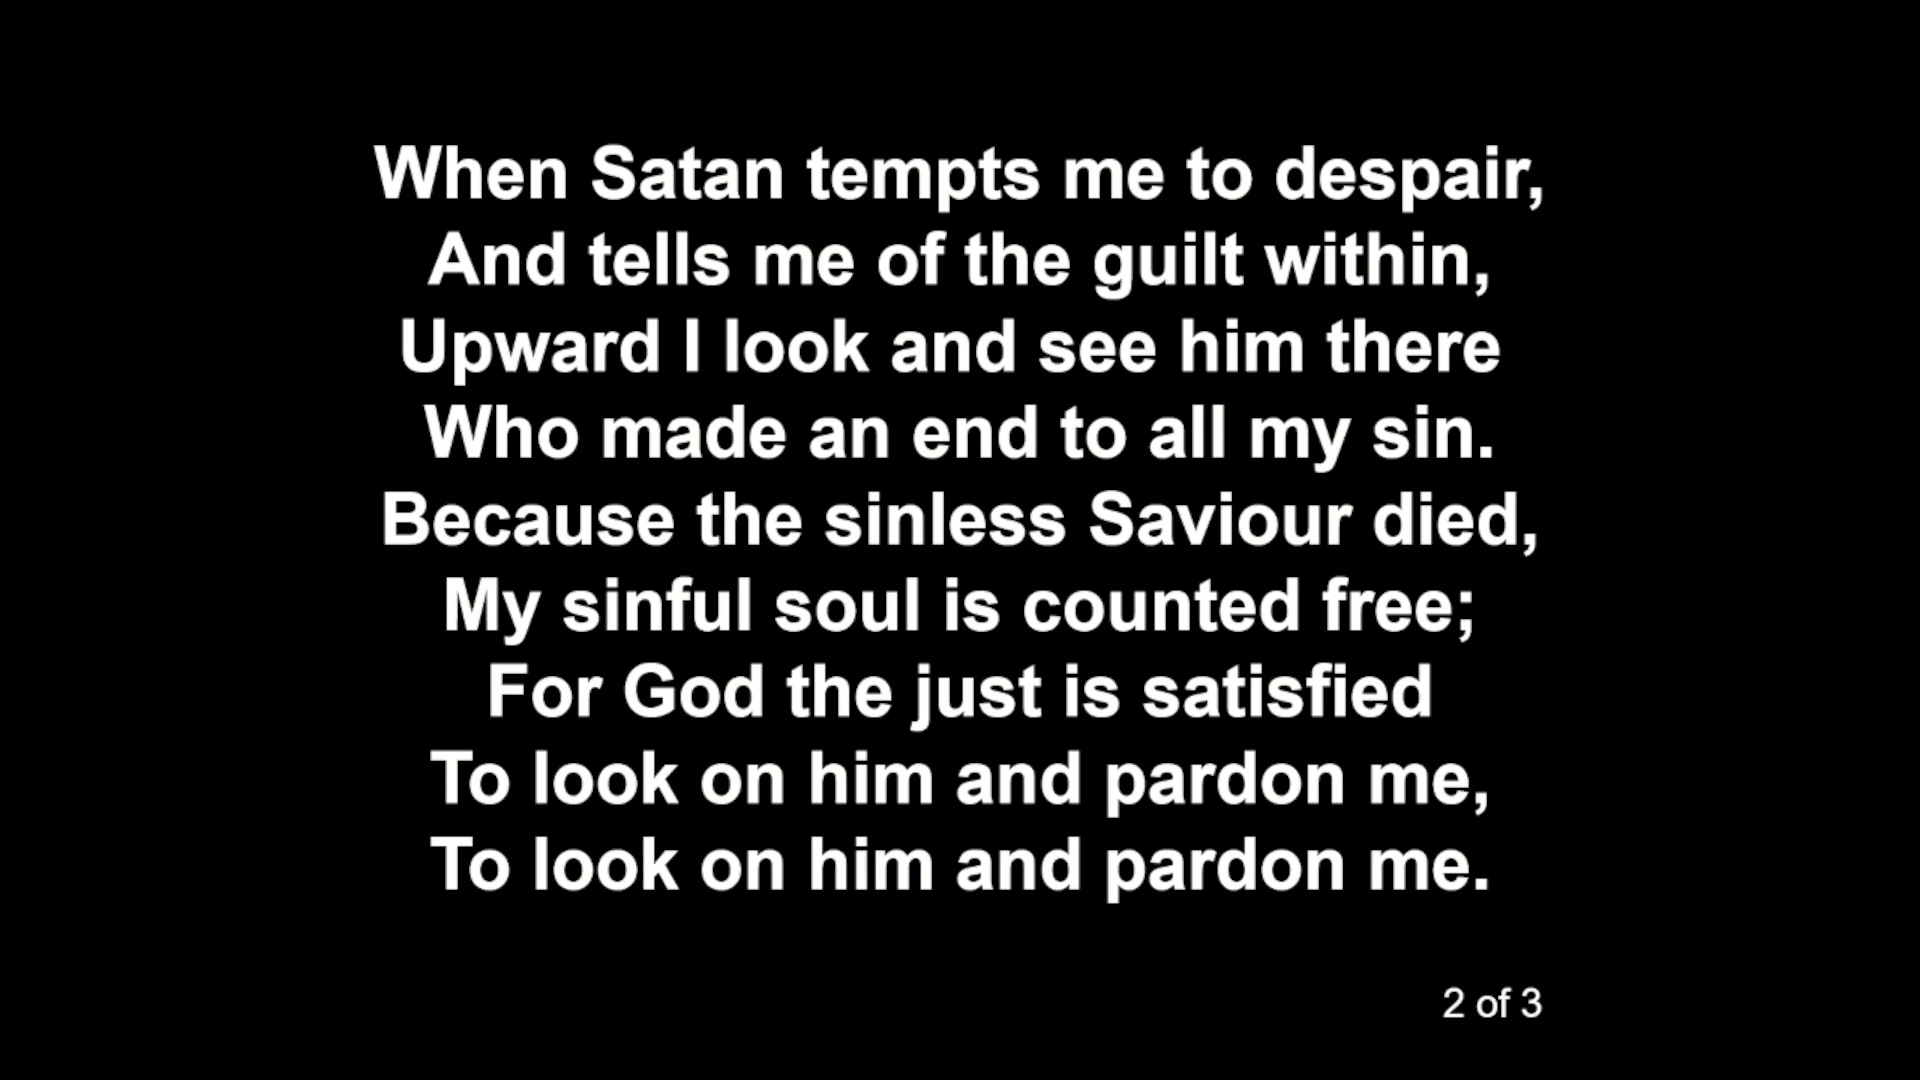 When Satan tempts me to despair,
And tells me of the guilt within,
Upward I look and see him there
Who made an end to all my sin.
Because the sinless Saviour died,
My sinful soul is counted free;
For God the just is satisfied
To look on him and pardon me,
To look on him and pardon me.
2 of 3